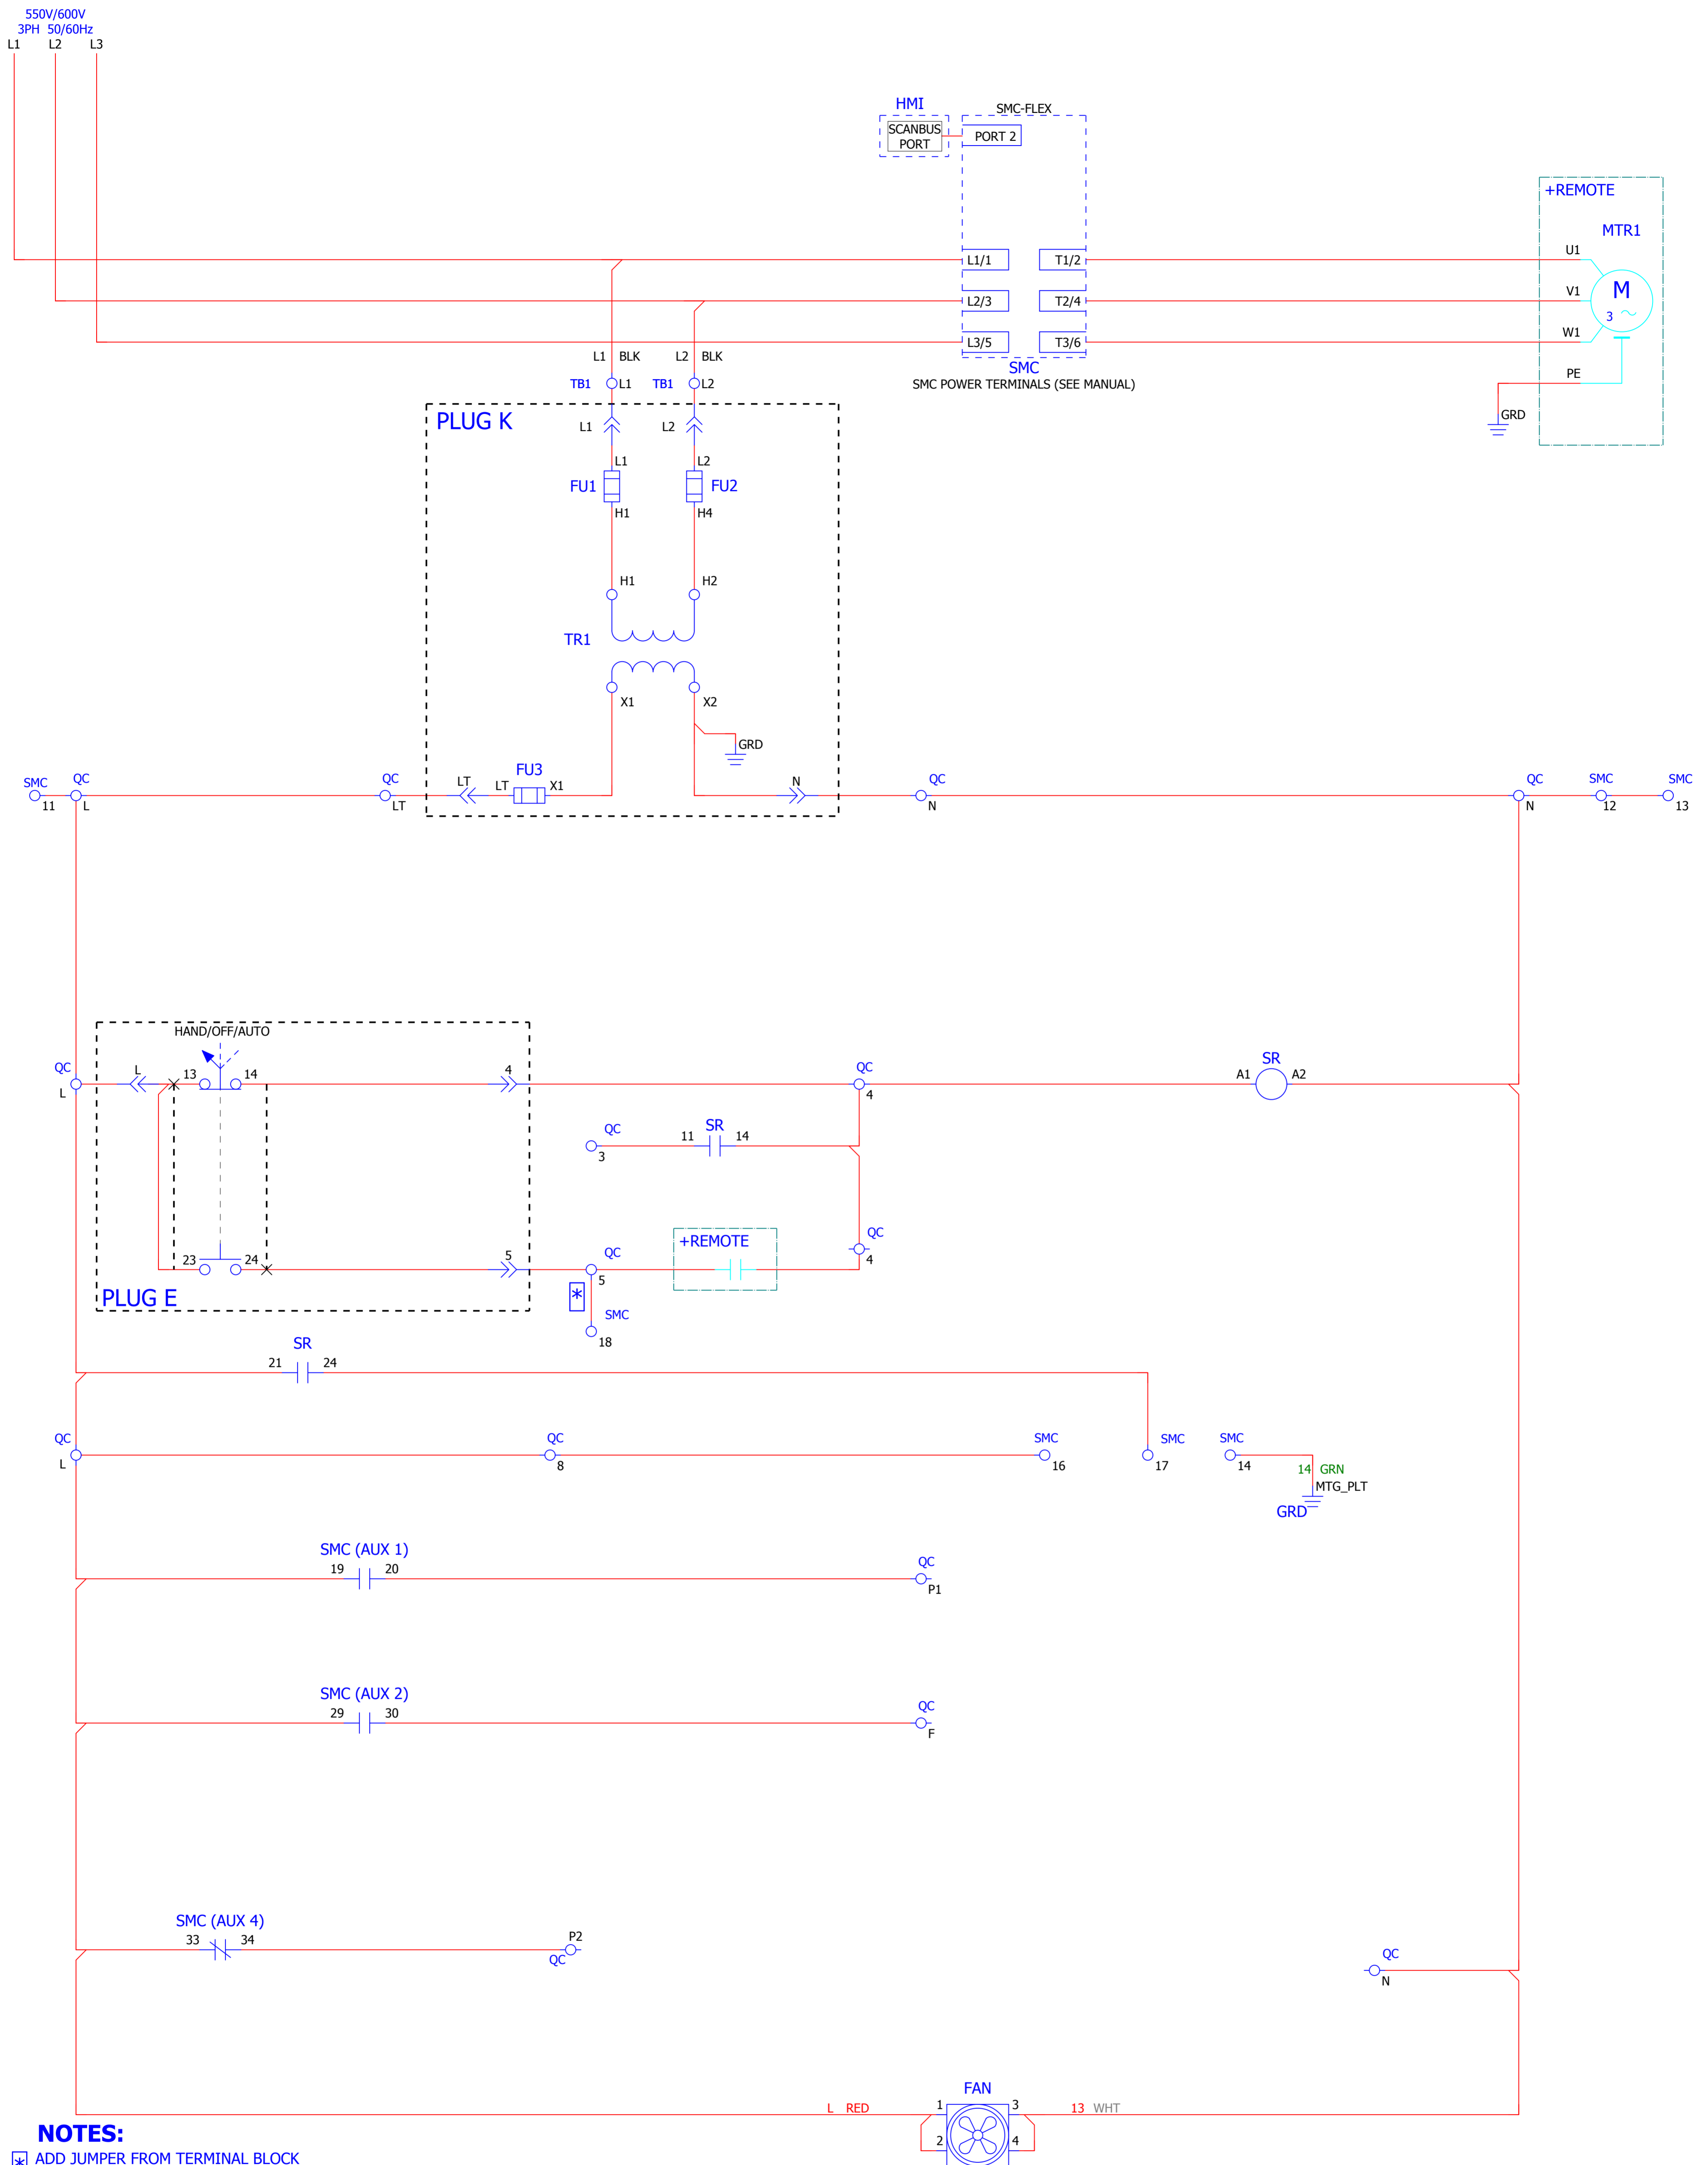 550V/600V
3PH 50/60Hz
L1 L2 L3
HMI
SMC-FLEX
SCANBUS
PORT
PORT 2
+REMOTE
MTR1
U1
L1/1 T1/2
M
3
V1
L2/3 T2/4
W1
L3/5 T3/6
L1 BLK L2 BLK
SMC
SMC POWER TERMINALS (SEE MANUAL)
PE
TB1 L1 TB1 L2
GRD
PLUG K
L1 L2
L1 L2
FU1 FU2
H1 H4
H1 H2
TR1
X1 X2
GRD
SMC QC QC LT LT FU3 X1 N QC QC SMC SMC
11 L LT N N 12 13
HAND/OFF/AUTO
QC L 13 14 4 QC SR
A1 A2
L 4
QC 11 SR 14
3
+REMOTE
QC
4
23 24 5 QC
5
PLUG E
*
SMC
18
SR
21 24
QC QC SMC SMC SMC
L 8 16 17 14
14 GRN
MTG_PLT
GRD
SMC (AUX 1)
19 20 QC
P1
SMC (AUX 2)
29 30 QC
F
SMC (AUX 4)
33 34 P2
QC
QC
N
FAN
L RED 1 3 13 WHT
2 4
NOTES:
* ADD JUMPER FROM TERMINAL BLOCK